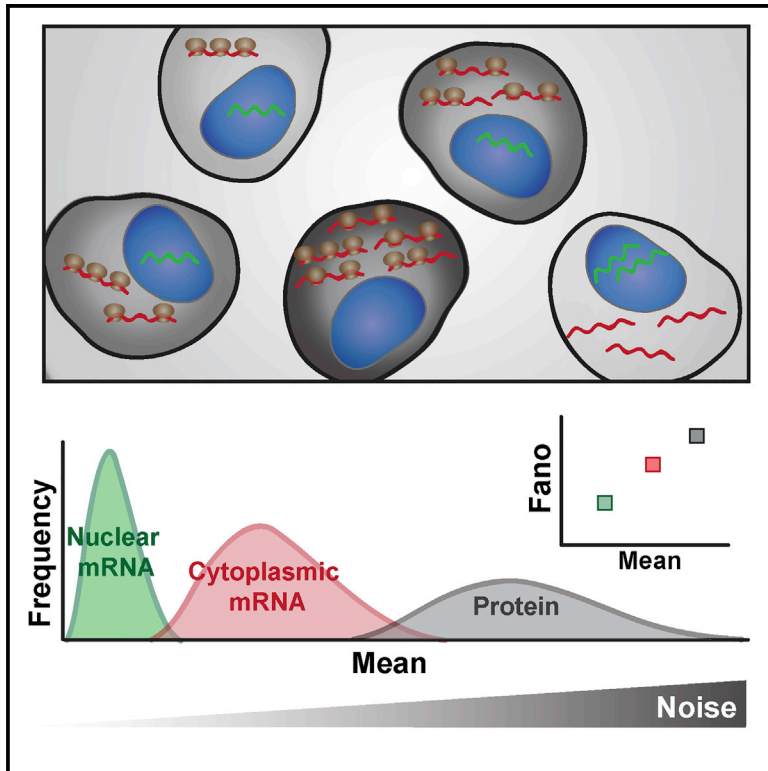 Frequency
Nuclear
mRNA
Cytoplasmic
mRNA
Protein
Mean
Fano
Mean
Noise